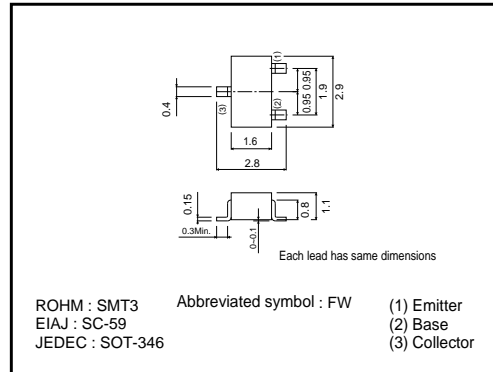 (1)
0.95 0.95
1.9
2.9
0.4
(3)
(2)
1.6
2.8
0.15
0.8
1.1
0.3Min.
0~0.1
Each lead has same dimensions
ROHM : SMT3
Abbreviated symbol : FW
(1) Emitter
EIAJ : SC-59
(2) Base
JEDEC : SOT-346
(3) Collector